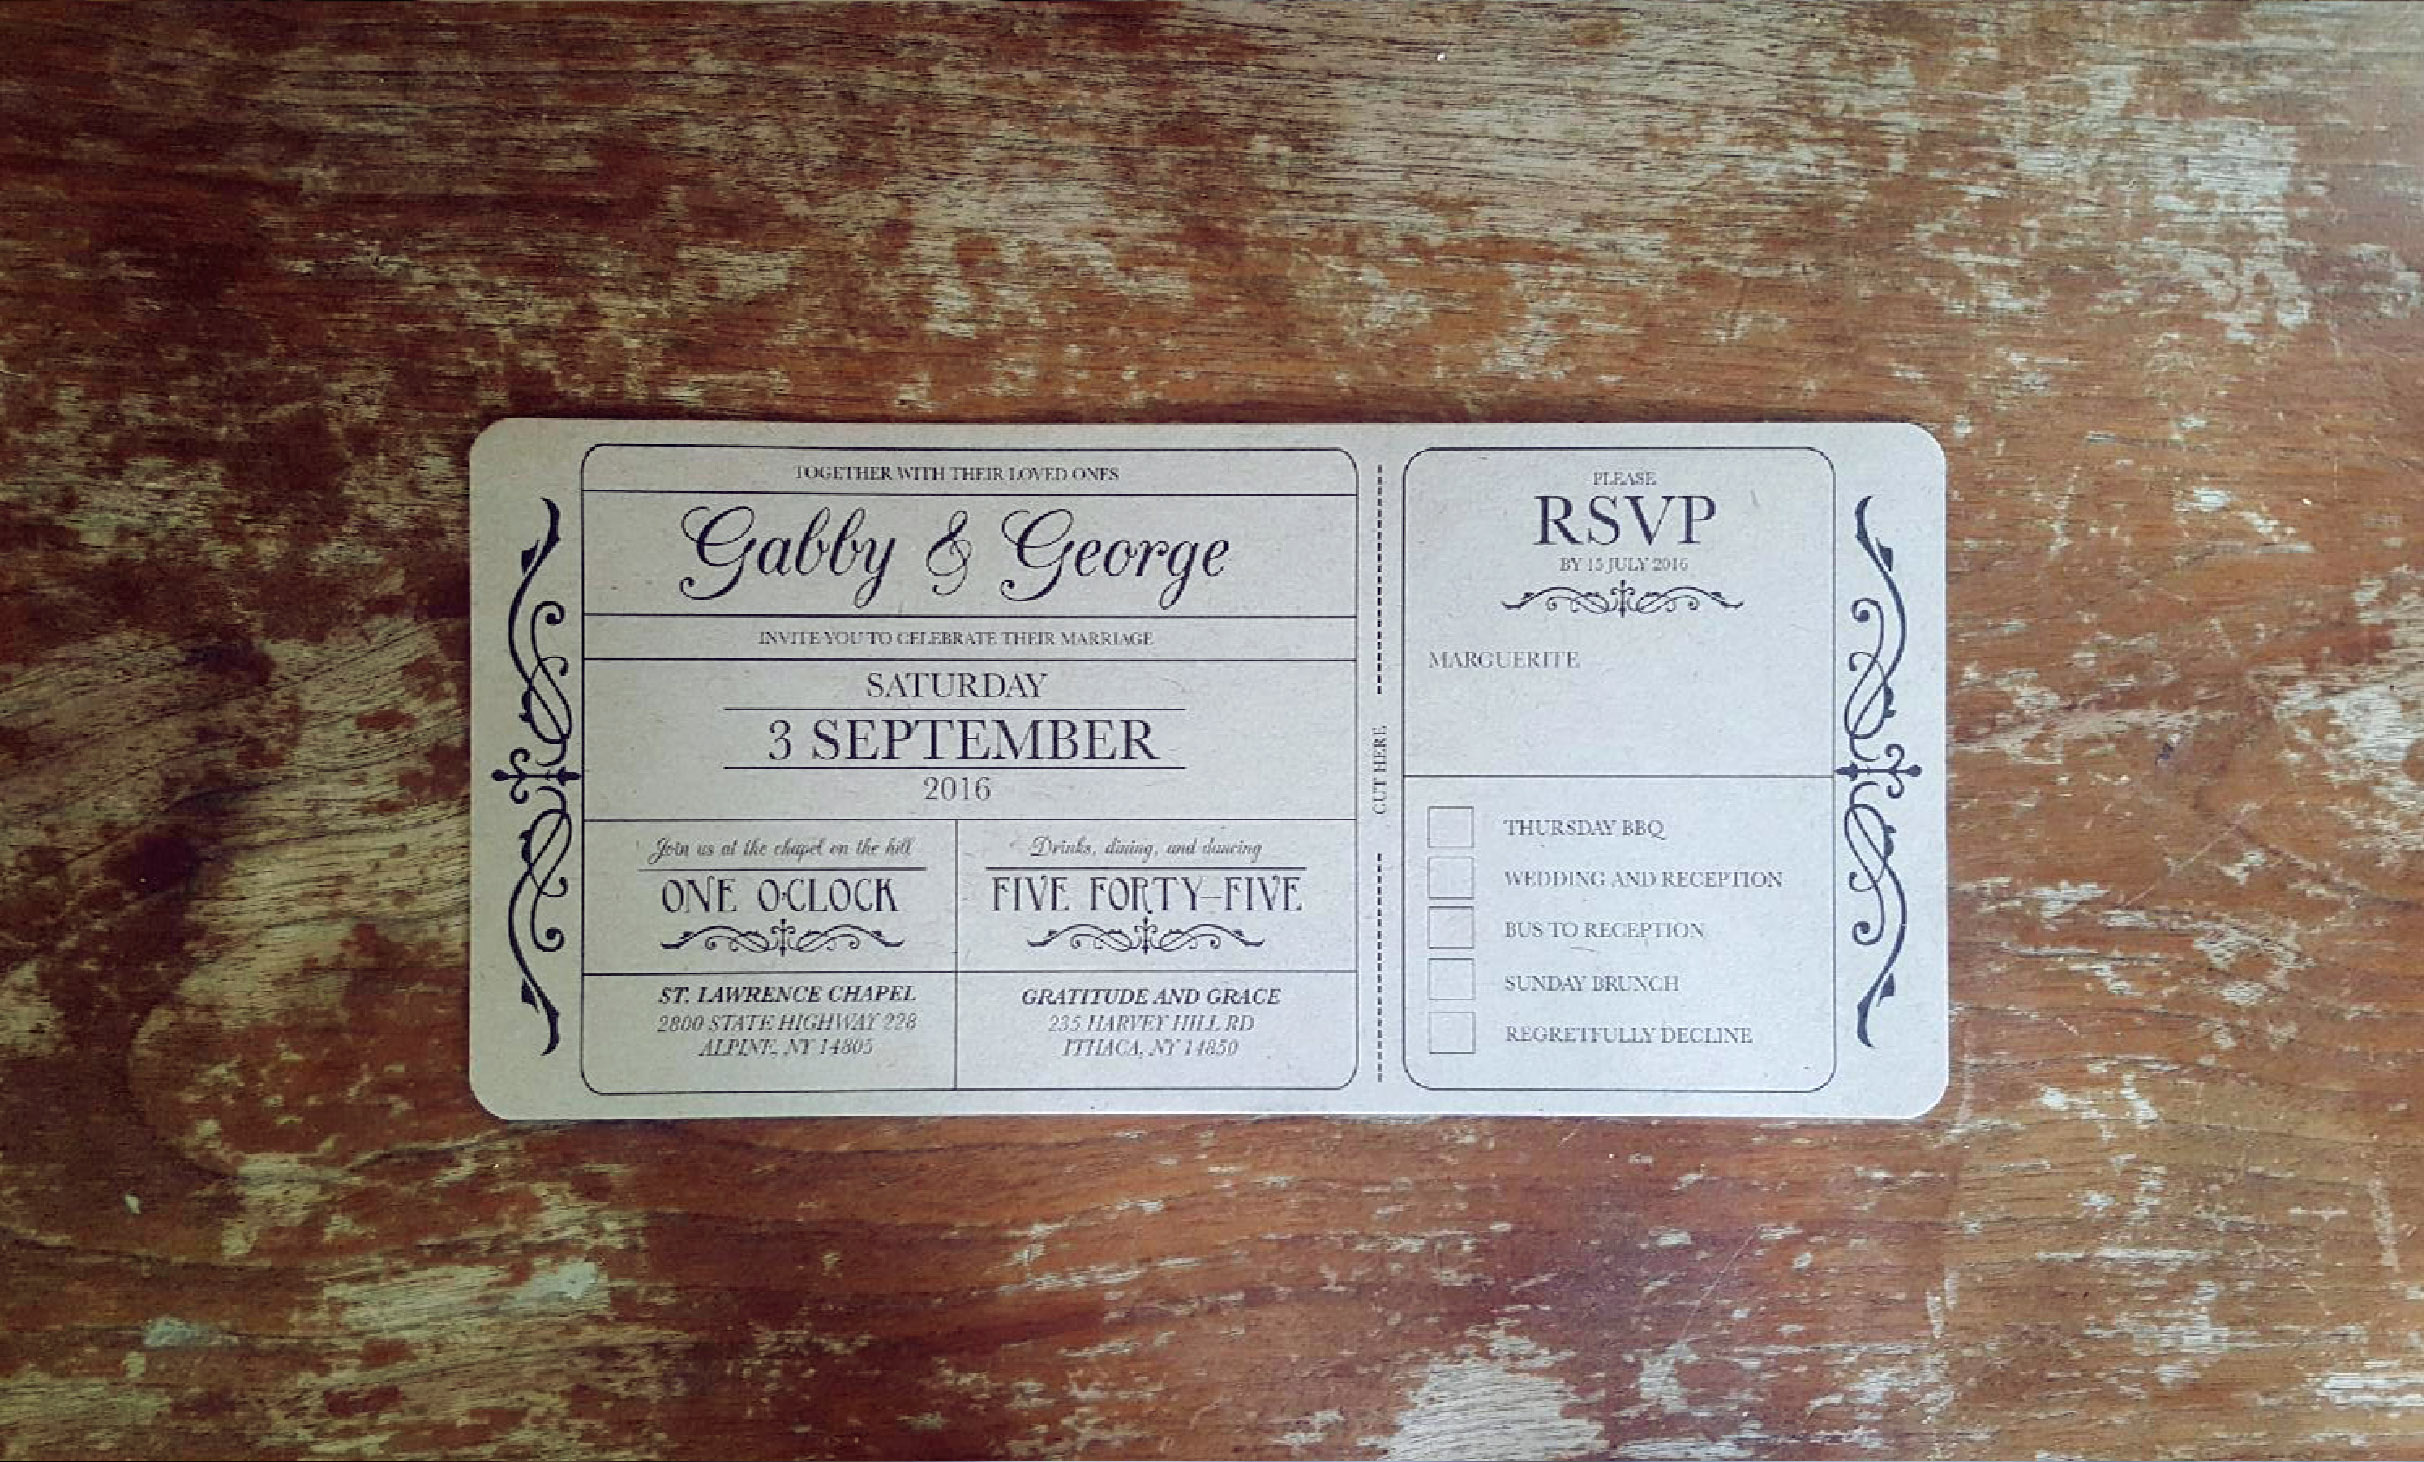 TOGETHER WITH THEIR LOVED ONES
Gabby & George
INVITE YOU TO CELEBRATE THEIR MARRIAGE
SATURDAY
3 SEPTEMBER
2016
Join us at the chapel on the hill
ONE O'CLOCK
ST. LAWRENCE CHAPEL
2800 STATE HIGHWAY 228
ALPINE, NY 14805
Drinks, dining, and dancing
FIVE FORTY-FIVE
GRATITUDE AND GRACE
235 HARVEY HILL RD
ITHACA, NY 14850
CUT HERE
PLEASE
RSVP
BY 15 JULY 2016
MARGUERITE
THURSDAY BBQ
WEDDING AND RECEPTION
BUS TO RECEPTION
SUNDAY BRUNCH
REGRETFULLY DECLINE